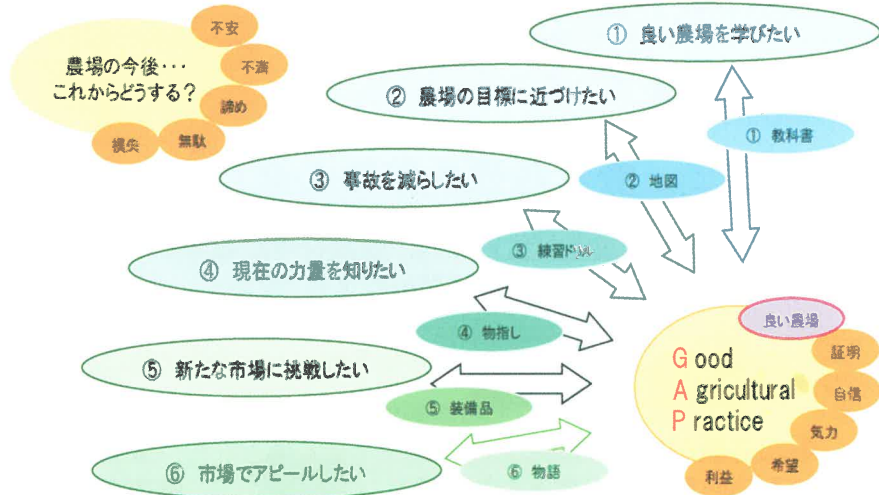 不安
農場の今後・・・
これからどうする？
不満
諦め
無駄
損失
① 良い農場を学びたい
② 農場の目標に近づけたい
③ 事故を減らしたい
④ 現在の力量を知りたい
⑤ 新たな市場に挑戦したい
⑥ 市場でアピールしたい
① 教科書
② 地図
③ 練習ドリル
④ 物指し
⑤ 装備品
⑥ 物語
良い農場
Good
Agricultural
Practice
証明
自信
気力
希望
利益